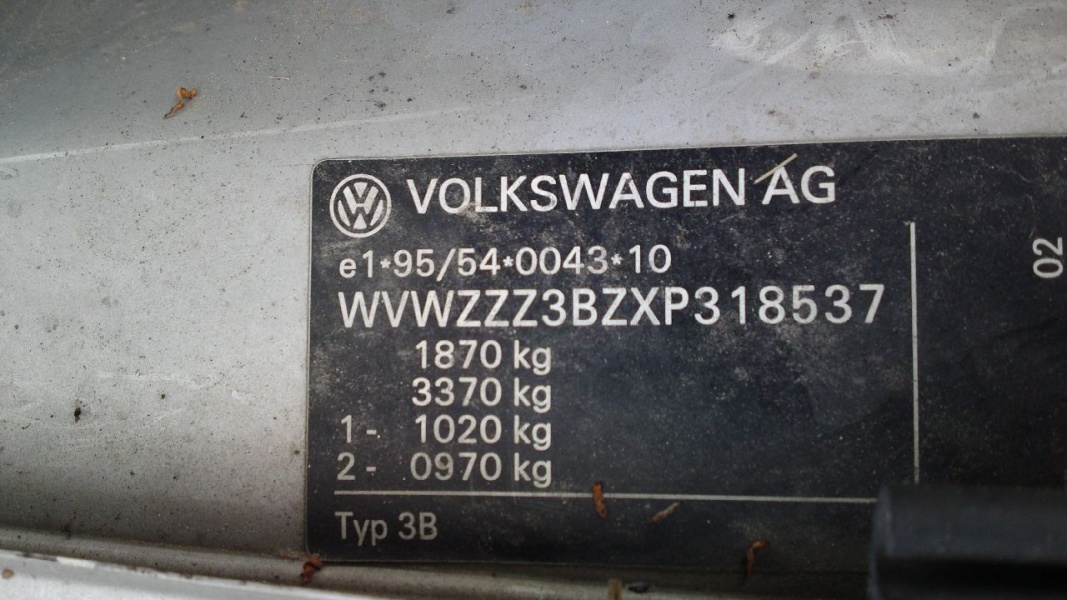 VOLKSWAGEN AG
e1*95/54*0043*10
WVWZZZ3BZXP318537
1870 kg
3370 kg
1- 1020 kg
2- 0970 kg
Typ 3B
02